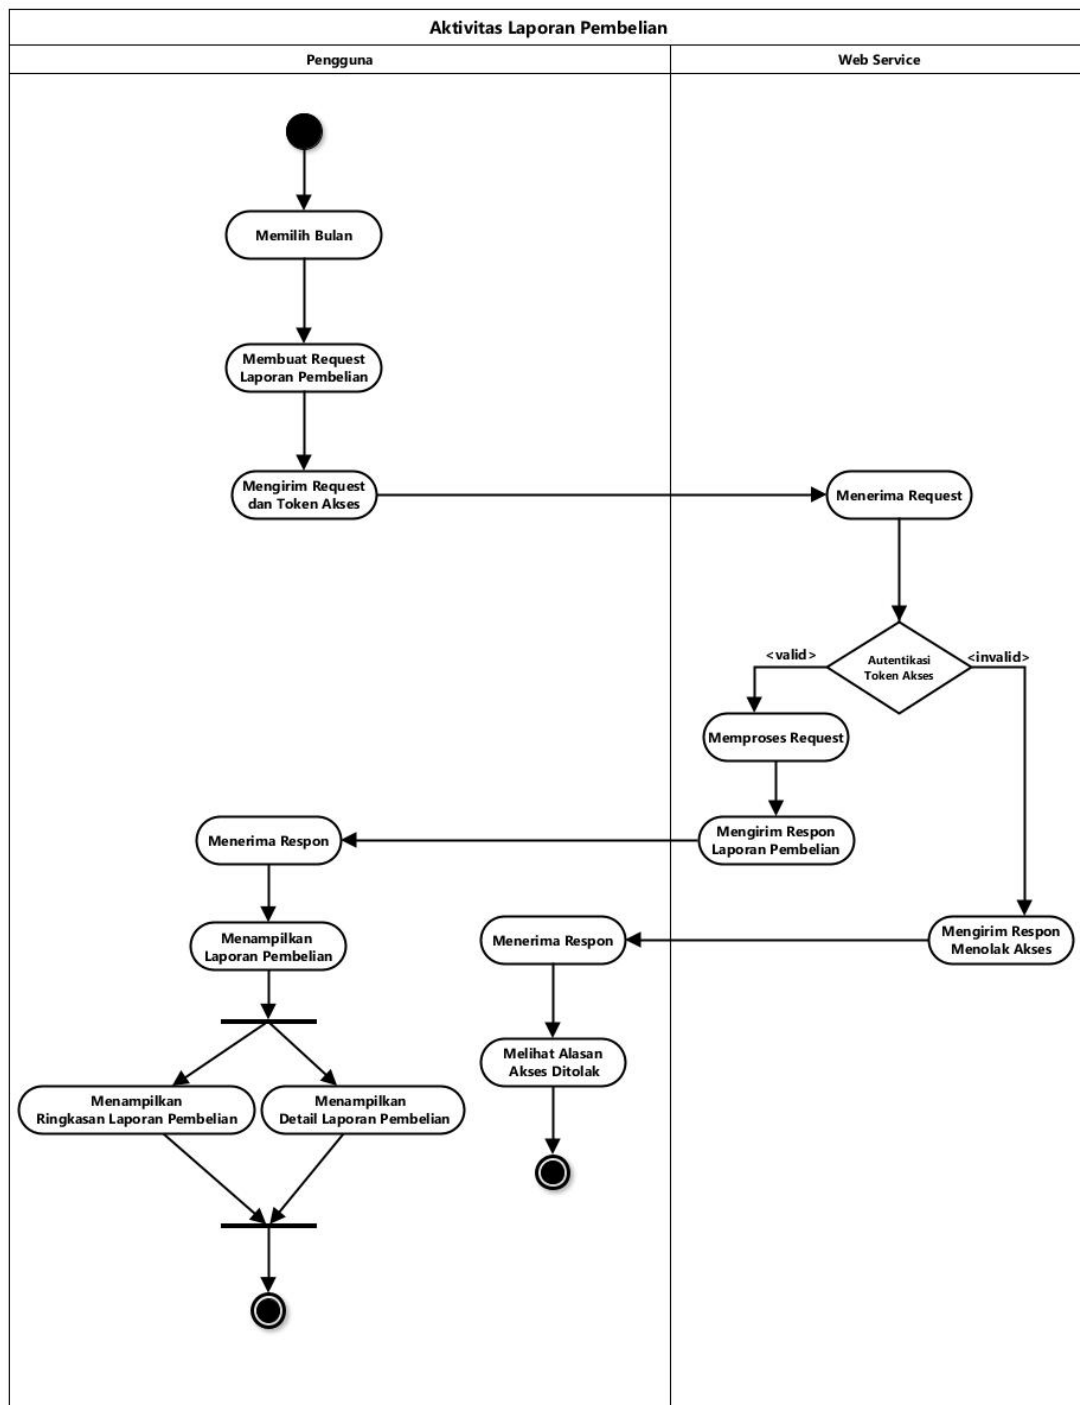 Aktivitas Laporan Pembelian
Pengguna
Web Service
Memilih Bulan
Membuat Request
Laporan Pembelian
Mengirim Request
dan Token Akses
Menerima Request
<valid>
Autentikasi
Token Akses
<invalid>
Memproses Request
Mengirim Respon
Laporan Pembelian
Menerima Respon
Menampilkan
Laporan Pembelian
Menerima Respon
Mengirim Respon
Menolak Akses
Melihat Alasan
Akses Ditolak
Menampilkan
Ringkasan Laporan Pembelian
Menampilkan
Detail Laporan Pembelian